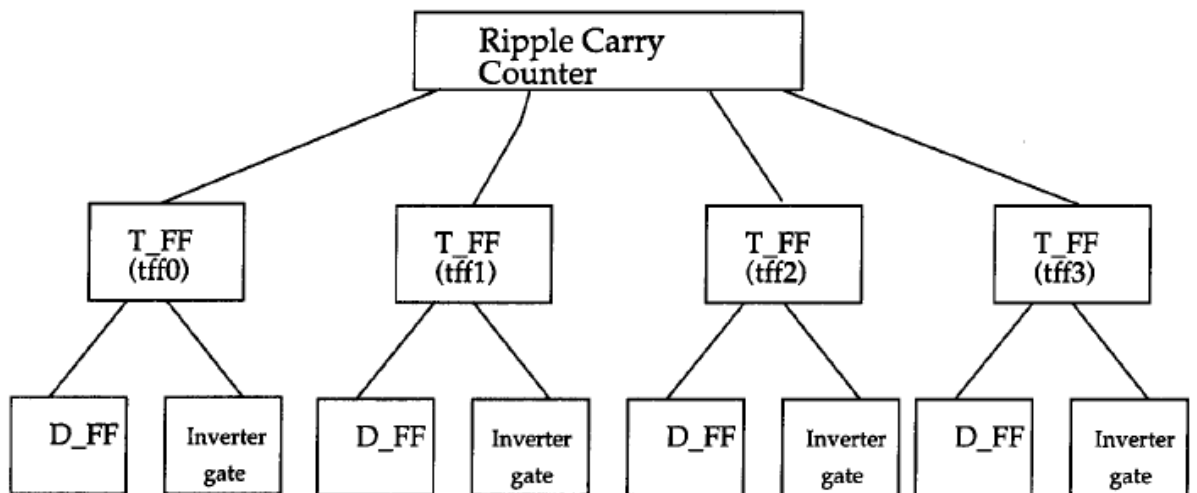 Ripple Carry
Counter
T_FF
(tff0)
T_FF
(tff1)
T_FF
(tff2)
T_FF
(tff3)
D_FF
Inverter
gate
D_FF
Inverter
gate
D_FF
Inverter
gate
D_FF
Inverter
gate